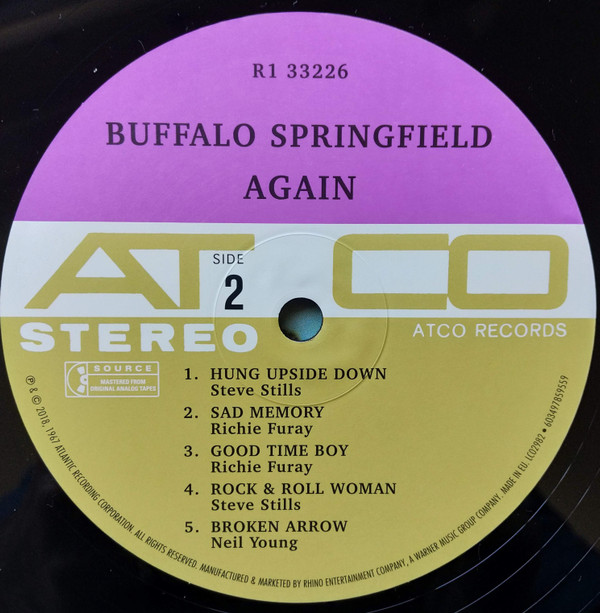 R1 33226
BUFFALO SPRINGFIELD
AGAIN
ATCO
SIDE
2
STEREO
ATCO RECORDS
SOURCE
MASTERED FROM
ORIGINAL ANALOG TAPES
1. HUNG UPSIDE DOWN
Steve Stills
2. SAD MEMORY
Richie Furay
3. GOOD TIME BOY
Richie Furay
4. ROCK & ROLL WOMAN
Steve Stills
5. BROKEN ARROW
Neil Young
℗ & © 2018, 1967 ATLANTIC RECORDING CORPORATION. ALL RIGHTS RESERVED. MANUFACTURED & MARKETED BY RHINO ENTERTAINMENT COMPANY, A WARNER MUSIC GROUP COMPANY. MADE IN EU. LC02982 • 603497859559